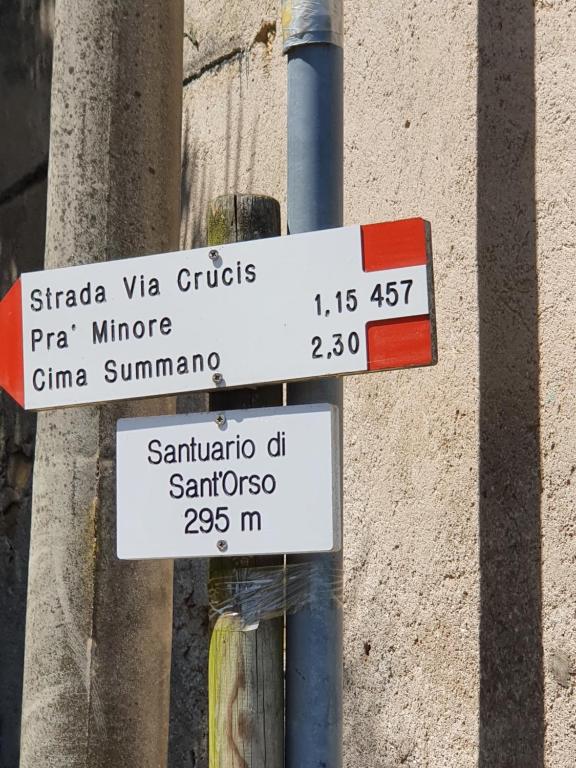 Strada Via Crucis
Pra' Minore 1,15 457
Cima Summano 2,30
Santuario di
Sant'Orso
295 m